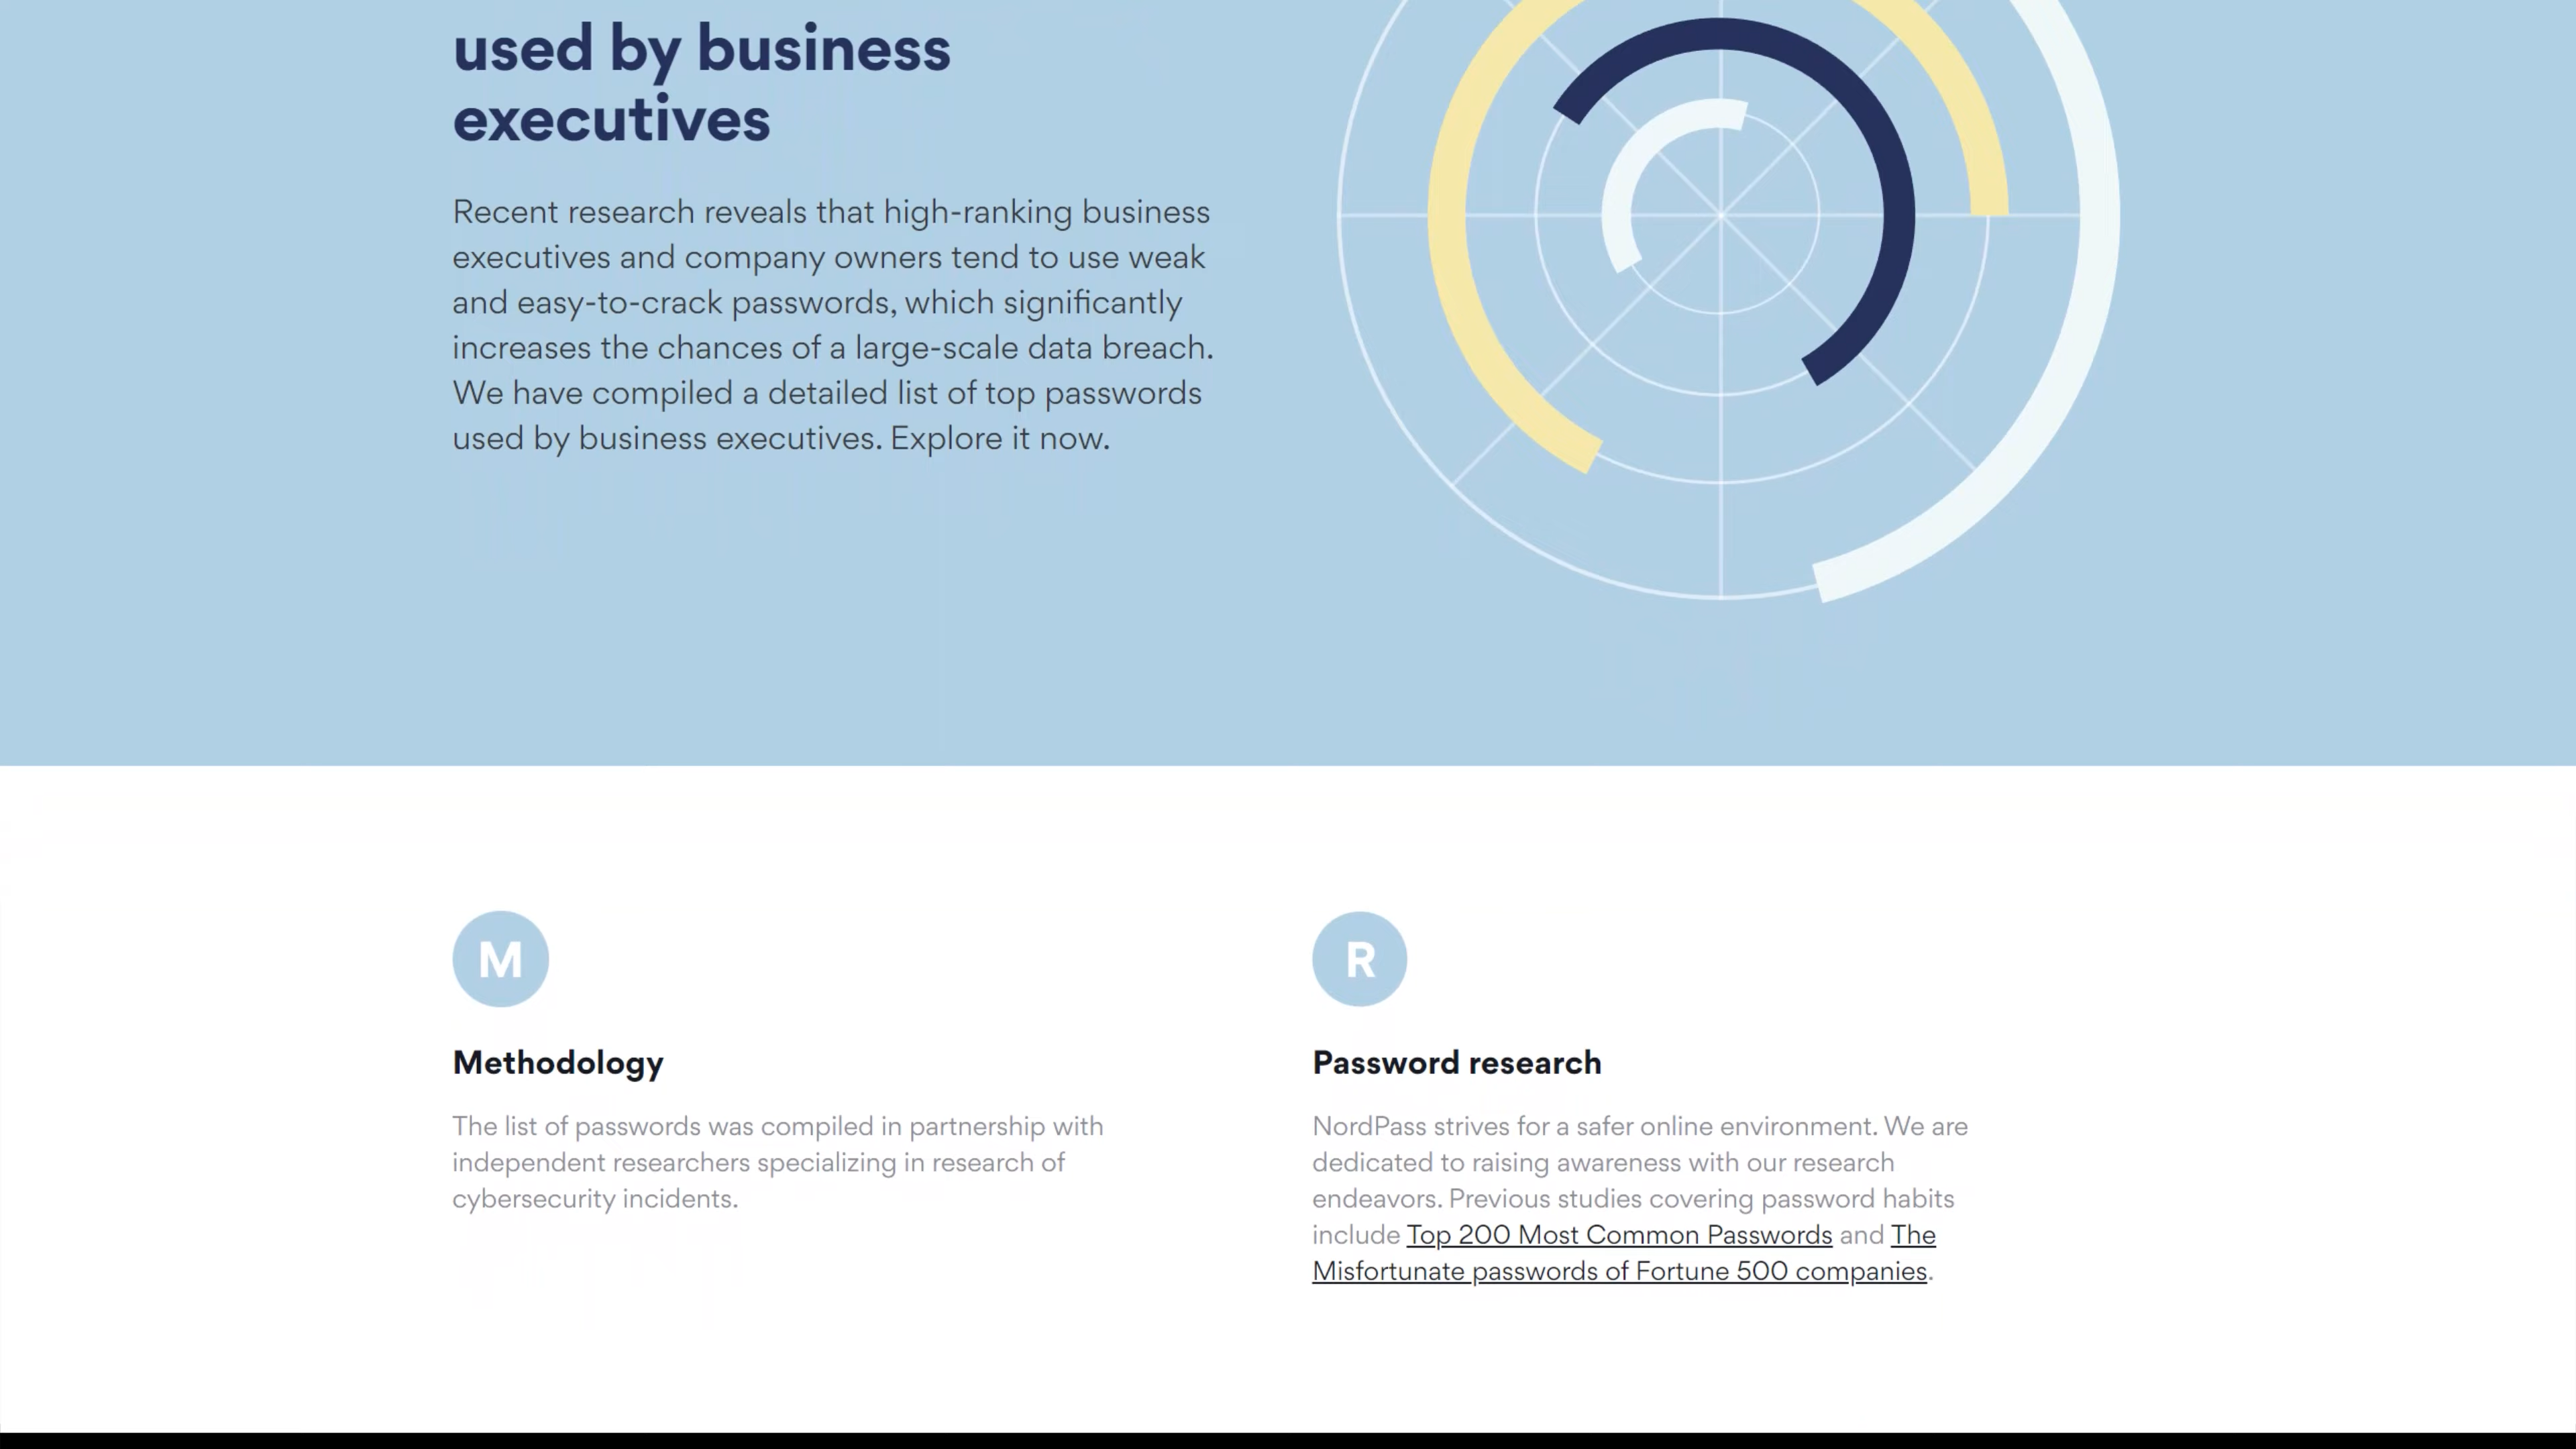 used by business
executives
Recent research reveals that high-ranking business
executives and company owners tend to use weak
and easy-to-crack passwords, which significantly
increases the chances of a large-scale data breach.
We have compiled a detailed list of top passwords
used by business executives. Explore it now.
M
Methodology
The list of passwords was compiled in partnership with
independent researchers specializing in research of
cybersecurity incidents.
R
Password research
NordPass strives for a safer online environment. We are
dedicated to raising awareness with our research
endeavors. Previous studies covering password habits
include Top 200 Most Common Passwords and The
Misfortunate passwords of Fortune 500 companies.